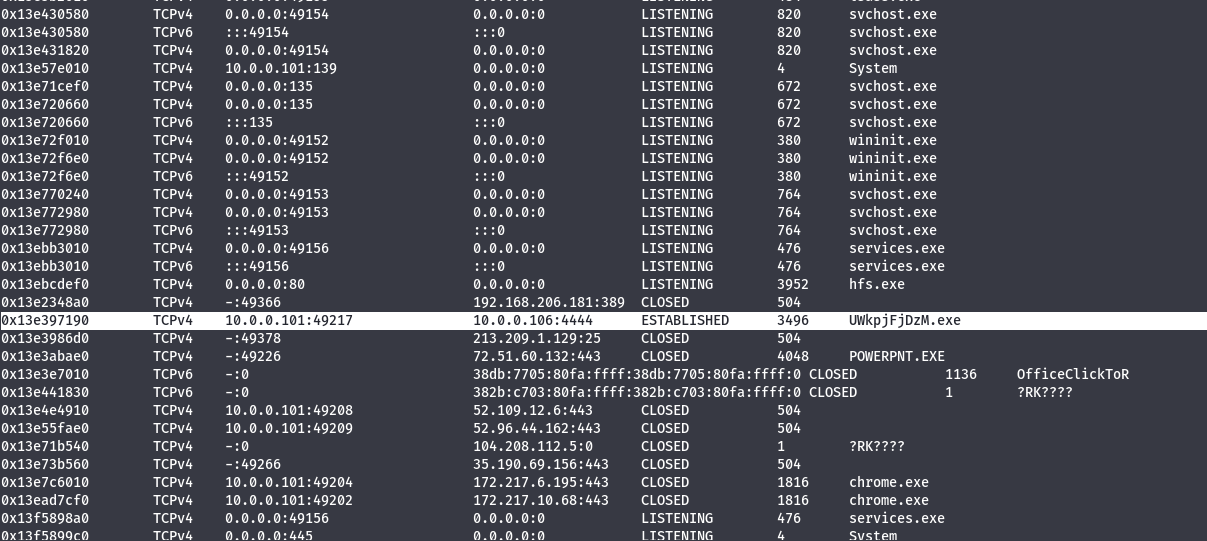 0x13e430580 TCPv4 0.0.0.0:49154 0.0.0.0:0 LISTENING 820 svchost.exe
0x13e430580 TCPv6 :::49154 :::0 LISTENING 820 svchost.exe
0x13e431820 TCPv4 0.0.0.0:49154 0.0.0.0:0 LISTENING 820 svchost.exe
0x13e57e010 TCPv4 10.0.0.101:139 0.0.0.0:0 LISTENING 4 System
0x13e71cef0 TCPv4 0.0.0.0:135 0.0.0.0:0 LISTENING 672 svchost.exe
0x13e720660 TCPv4 0.0.0.0:135 0.0.0.0:0 LISTENING 672 svchost.exe
0x13e720660 TCPv6 :::135 :::0 LISTENING 672 svchost.exe
0x13e72f010 TCPv4 0.0.0.0:49152 0.0.0.0:0 LISTENING 380 wininit.exe
0x13e72f6e0 TCPv4 0.0.0.0:49152 0.0.0.0:0 LISTENING 380 wininit.exe
0x13e72f6e0 TCPv6 :::49152 :::0 LISTENING 380 wininit.exe
0x13e770240 TCPv4 0.0.0.0:49153 0.0.0.0:0 LISTENING 764 svchost.exe
0x13e772980 TCPv4 0.0.0.0:49153 0.0.0.0:0 LISTENING 764 svchost.exe
0x13e772980 TCPv6 :::49153 :::0 LISTENING 764 svchost.exe
0x13ebb3010 TCPv4 0.0.0.0:49156 0.0.0.0:0 LISTENING 476 services.exe
0x13ebb3010 TCPv6 :::49156 :::0 LISTENING 476 services.exe
0x13ebcdef0 TCPv4 0.0.0.0:80 0.0.0.0:0 LISTENING 3952 hfs.exe
0x13e2348a0 TCPv4 -:49366 192.168.206.181:389 CLOSED 504
0x13e397190 TCPv4 10.0.0.101:49217 10.0.0.106:4444 ESTABLISHED 3496 UWkpjFjDzM.exe
0x13e3986d0 TCPv4 -:49378 213.209.1.129:25 CLOSED 504
0x13e3abae0 TCPv4 -:49226 72.51.60.132:443 CLOSED 4048 POWERPNT.EXE
0x13e3e7010 TCPv6 -:0 38db:7705:80fa:ffff:38db:7705:80fa:ffff:0 CLOSED 1136 OfficeClickToR
0x13e441830 TCPv6 -:0 382b:c703:80fa:ffff:382b:c703:80fa:ffff:0 CLOSED 1 ?RK????
0x13e4e4910 TCPv4 10.0.0.101:49208 52.109.12.6:443 CLOSED 504
0x13e55fae0 TCPv4 10.0.0.101:49209 52.96.44.162:443 CLOSED 504
0x13e71b540 TCPv4 -:0 104.208.112.5:0 CLOSED 1 ?RK????
0x13e73b560 TCPv4 -:49266 35.190.69.156:443 CLOSED 504
0x13e7c6010 TCPv4 10.0.0.101:49204 172.217.6.195:443 CLOSED 1816 chrome.exe
0x13ead7cf0 TCPv4 10.0.0.101:49202 172.217.10.68:443 CLOSED 1816 chrome.exe
0x13f5898a0 TCPv4 0.0.0.0:49156 0.0.0.0:0 LISTENING 476 services.exe
0x13f5899c0 TCPv4 0.0.0.0:445 0.0.0.0:0 LISTENING 4 System